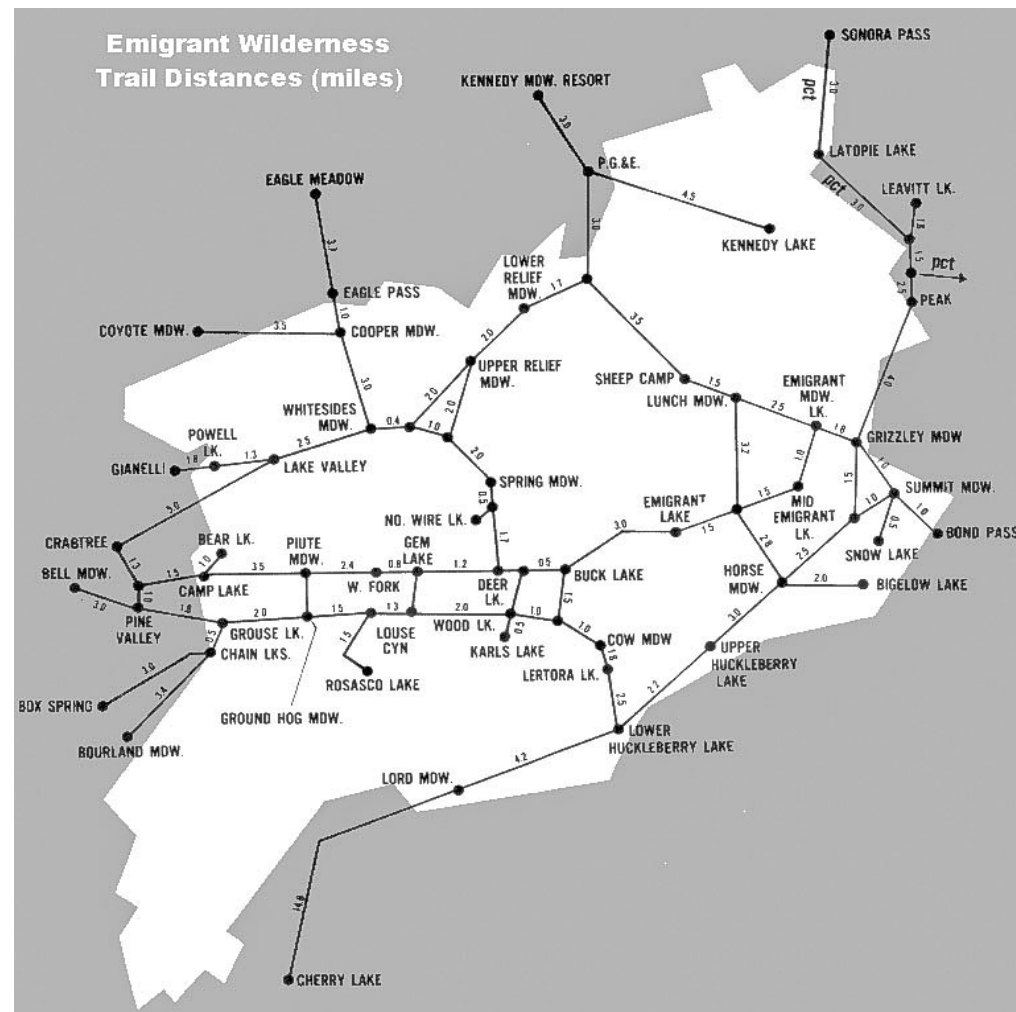 Emigrant Wilderness
Trail Distances (miles)
SONORA PASS
3.0
pct
KENNEDY MDW. RESORT
3.0
P.G.&E.
LATOPIE LAKE
pct
3.0
LEAVITT LK.
1.8
EAGLE MEADOW
4.5
KENNEDY LAKE
3.0
1.5
pct
2.5
PEAK
3.7
LOWER
RELIEF
MDW.
1.7
EAGLE PASS
1.0
COYOTE MDW.
3.5
COOPER MDW.
2.0
3.5
UPPER RELIEF
MDW.
SHEEP CAMP
1.5
LUNCH MDW.
EMIGRANT
MDW.
LK.
4.0
3.0
2.0
2.0
2.5
1.8
GRIZZLEY MDW
WHITESIDES
MDW.
0.4
1.0
POWELL
LK.
2.5
GIANELLI
1.8
1.3
LAKE VALLEY
2.0
3.2
1.0
1.0
SPRING MDW.
SUMMIT MDW.
5.0
0.5
NO. WIRE LK.
EMIGRANT
LAKE
1.5
MID
EMIGRANT
LK.
1.0
1.0
0.5
BOND PASS
SNOW LAKE
CRABTREE
BEAR LK.
1.0
PIUTE
MDW.
GEM
LAKE
1.7
3.0
1.5
1.3
1.5
3.5
2.4
0.8
1.2
0.5
BUCK LAKE
2.8
2.5
BELL MDW.
CAMP LAKE
W. FORK
DEER
LK.
HORSE
MDW.
2.0
BIGELOW LAKE
3.0
1.0
1.8
2.0
1.5
1.3
2.0
1.0
1.5
PINE
VALLEY
GROUSE LK.
LOUSE
CYN
WOOD LK.
0.5
KARLS LAKE
1.0
COW MDW
3.0
UPPER
HUCKLEBERRY
LAKE
0.5
CHAIN LKS.
1.5
ROSASCO LAKE
1.8
LERTORA LK.
3.0
3.4
2.5
2.2
BOX SPRING
GROUND HOG MDW.
BOURLAND MDW.
LOWER
HUCKLEBERRY LAKE
4.2
LORD MDW.
CHERRY LAKE